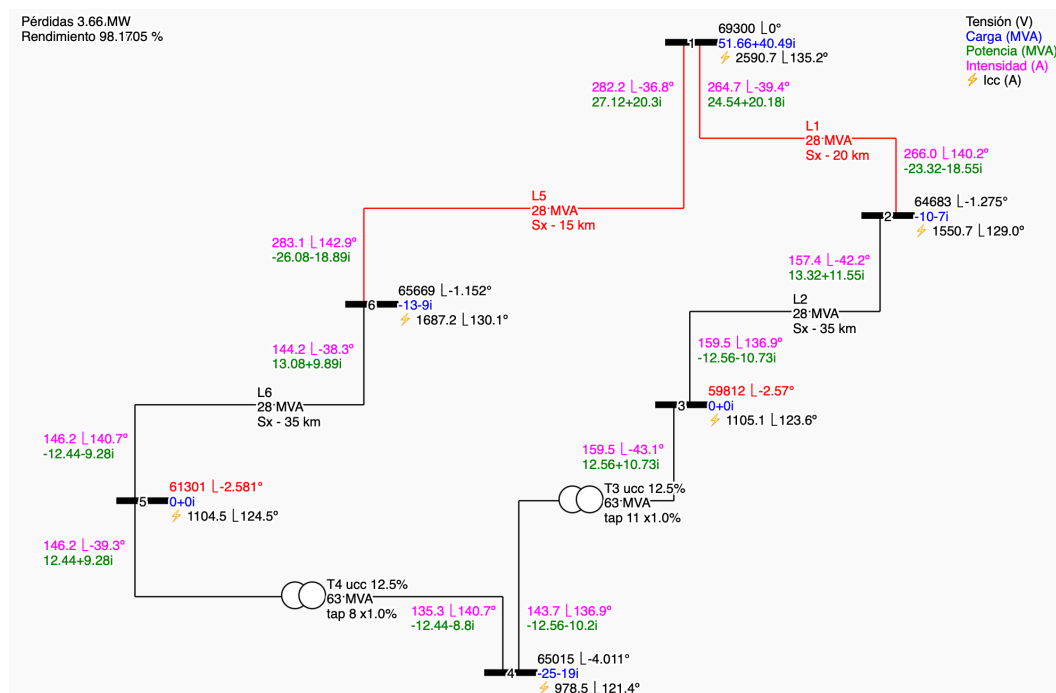 Pérdidas 3.66 MW
Rendimiento 98.1705 %
Tensión (V)
Carga (MVA)
Potencia (MVA)
Intensidad (A)
⚡ Icc (A)
69300 ⌊0°
1 51.66+40.49i
⚡ 2590.7 ⌊135.2°
282.2 ⌊-36.8°
27.12+20.3i
264.7 ⌊-39.4°
24.54+20.18i
L1
28 MVA
Sx - 20 km
266.0 ⌊140.2°
-23.32-18.55i
L5
28 MVA
Sx - 15 km
64683 ⌊-1.275°
2 -10-7i
⚡ 1550.7 ⌊129.0°
283.1 ⌊142.9°
-26.08-18.89i
157.4 ⌊-42.2°
13.32+11.55i
65669 ⌊-1.152°
6 -13-9i
⚡ 1687.2 ⌊130.1°
L2
28 MVA
Sx - 35 km
144.2 ⌊-38.3°
13.08+9.89i
159.5 ⌊136.9°
-12.56-10.73i
L6
28 MVA
Sx - 35 km
59812 ⌊-2.57°
3 0+0i
⚡ 1105.1 ⌊123.6°
146.2 ⌊140.7°
-12.44-9.28i
159.5 ⌊-43.1°
12.56+10.73i
61301 ⌊-2.581°
5 0+0i
⚡ 1104.5 ⌊124.5°
T3 ucc 12.5%
63 MVA
tap 11 x1.0%
146.2 ⌊-39.3°
12.44+9.28i
T4 ucc 12.5%
63 MVA
tap 8 x1.0%
135.3 ⌊140.7°
-12.44-8.8i
143.7 ⌊136.9°
-12.56-10.2i
65015 ⌊-4.011°
4 -25-19i
⚡ 978.5 ⌊121.4°